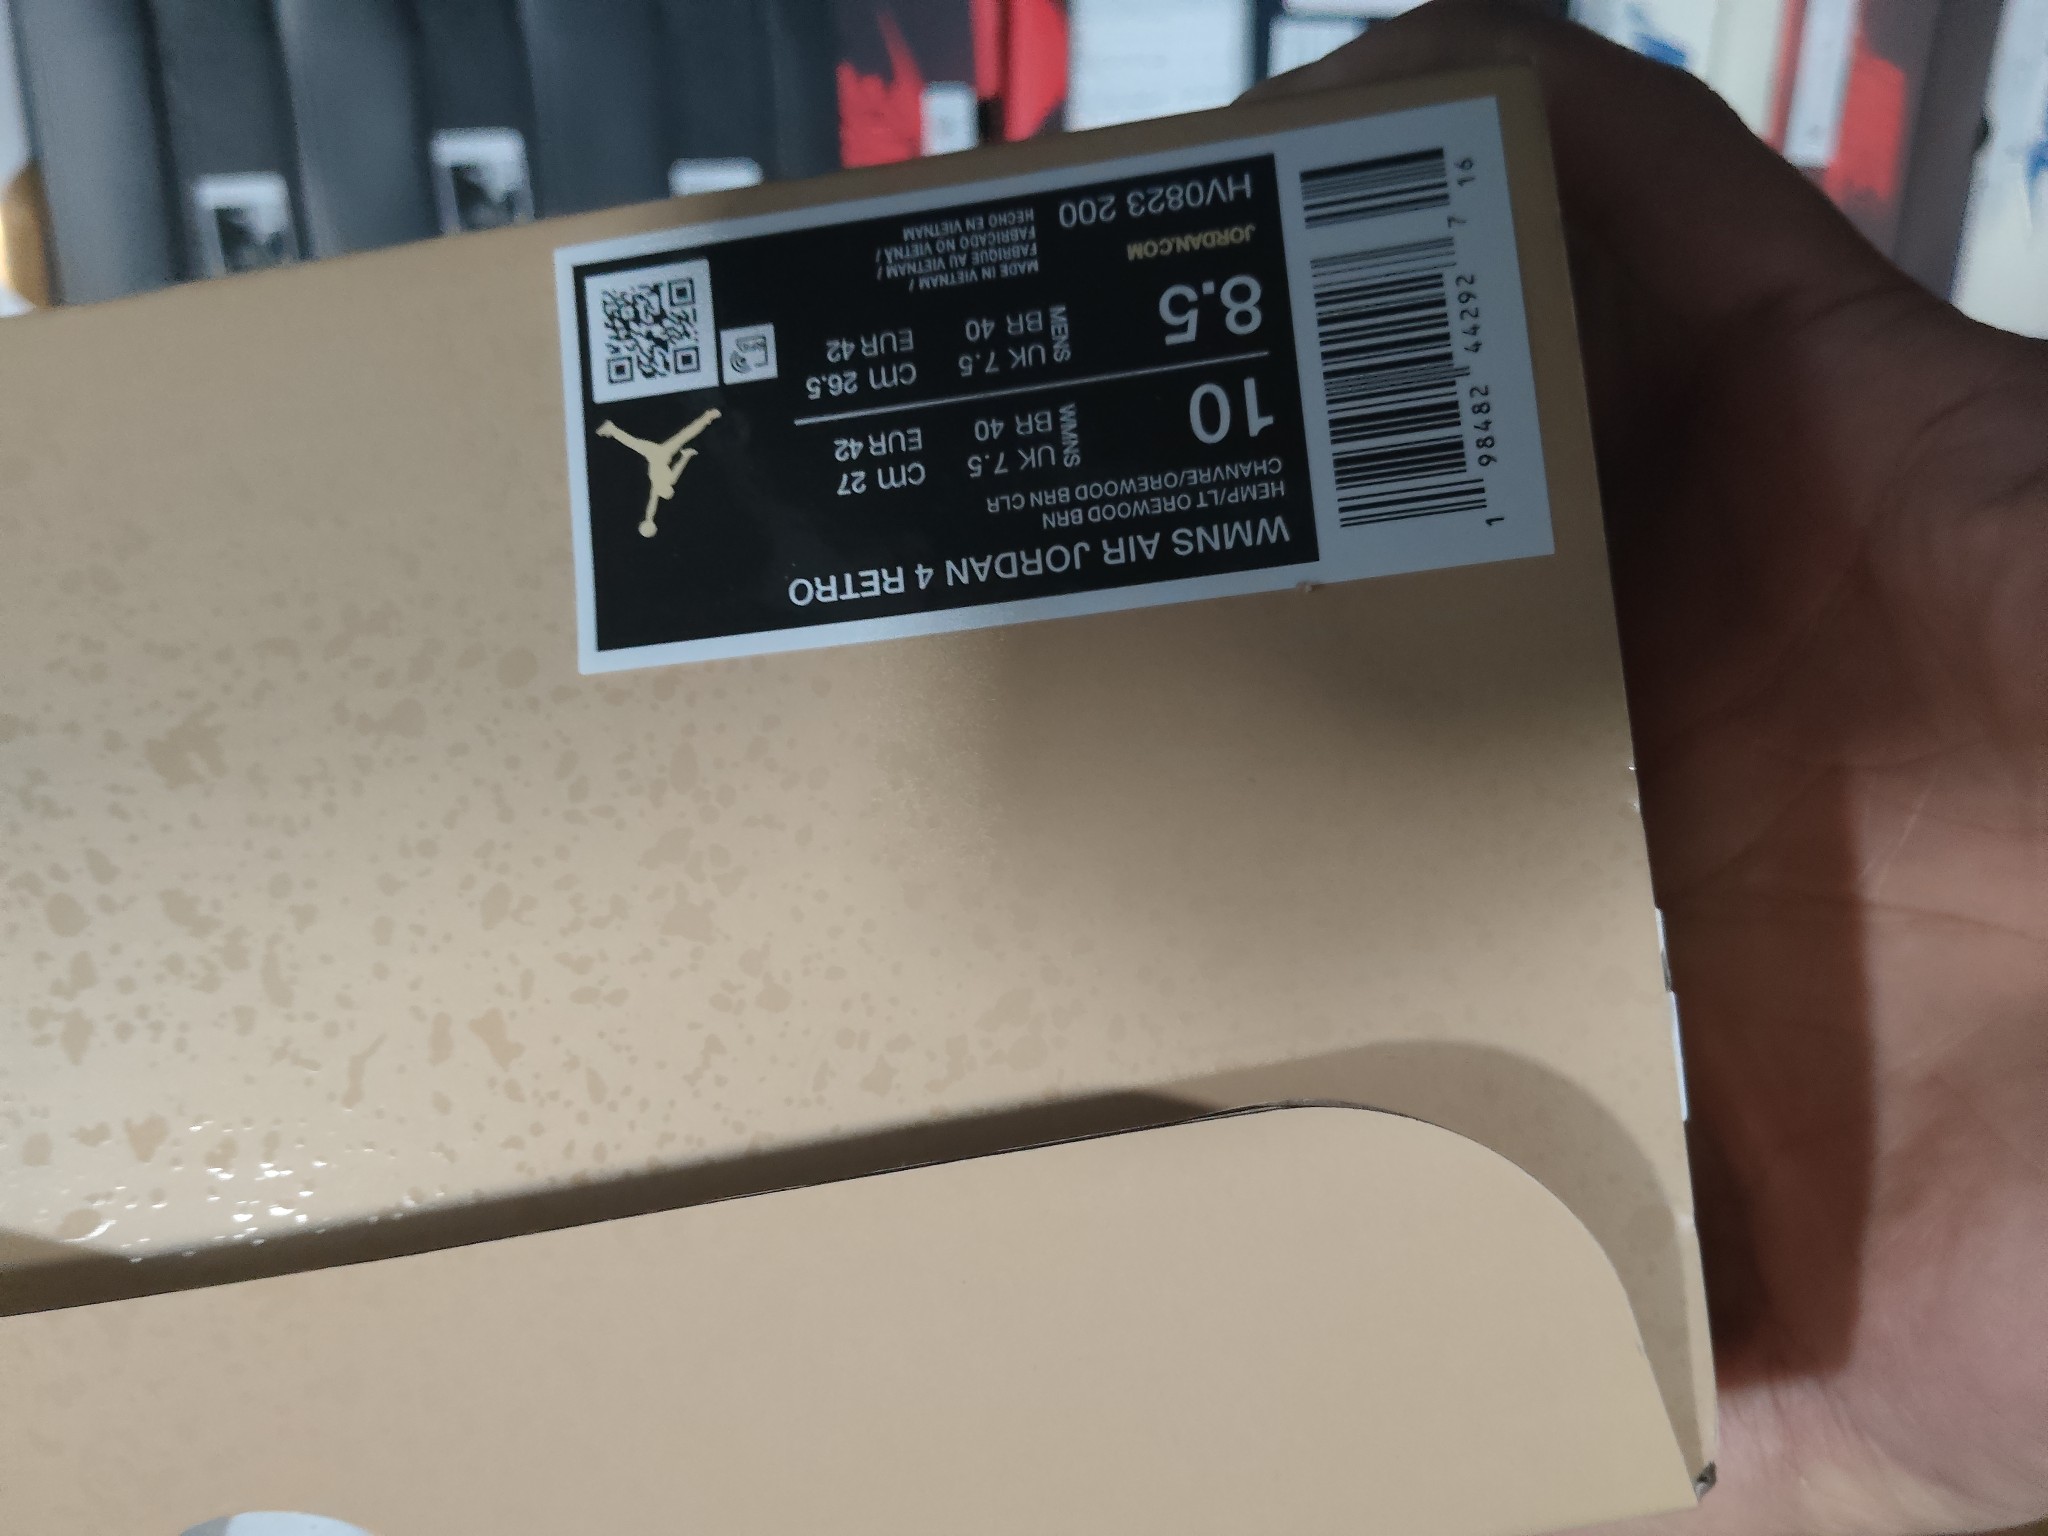 WMNS AIR JORDAN 4 RETRO
HEMP/LT OREWOOD BRN
CHANVRE/OREWOOD BRN CLR
10
WMNS
UK 7.5
BR 40
cm 27
EUR 42
8.5
MENS
UK 7.5
BR 40
cm 26.5
EUR 42
JORDAN.COM
MADE IN VIETNAM /
FABRIQUE AU VIETNAM /
FABRICADO NO VIETNÃ /
HECHO EN VIETNAM
HV0823 200
1 98482 44292 7 16